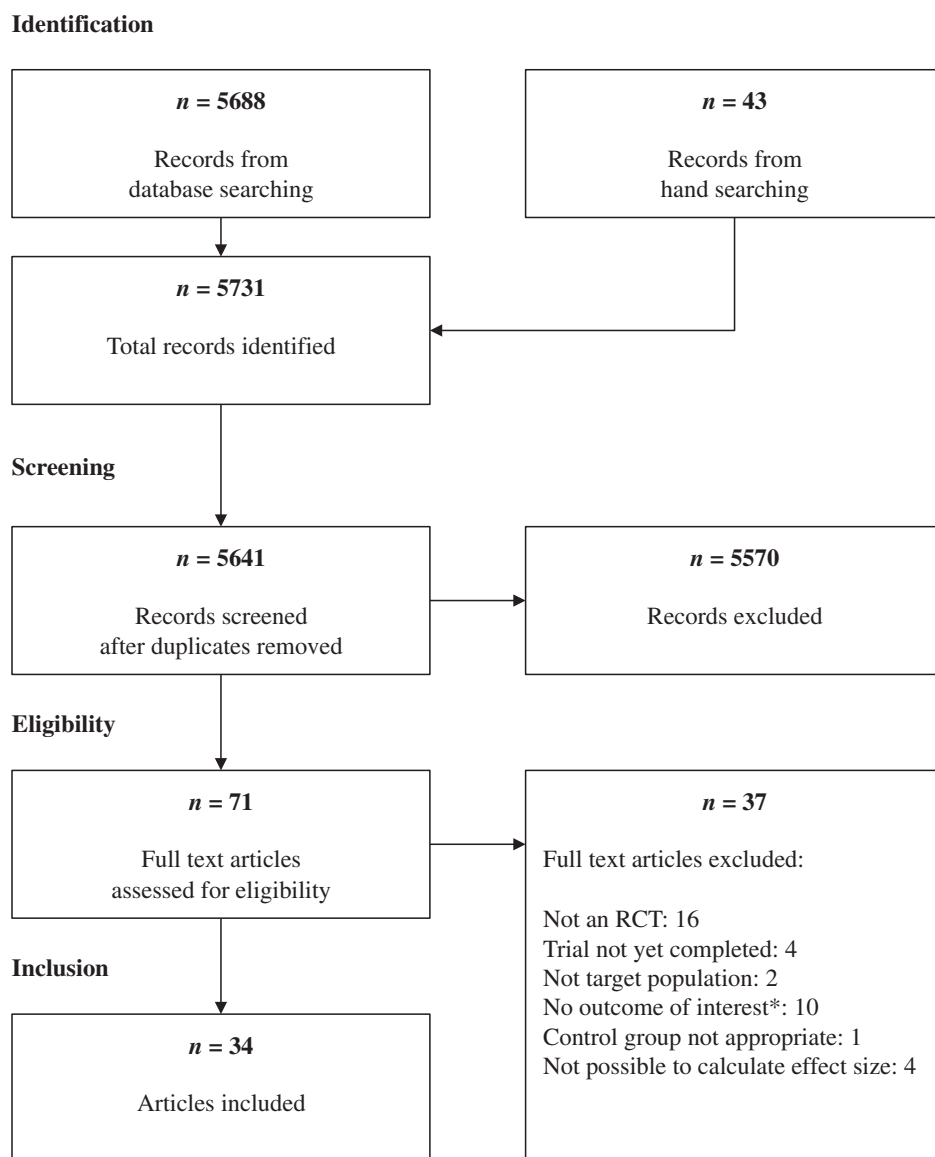 Identification
n = 5688
Records from
database searching
n = 43
Records from
hand searching
n = 5731
Total records identified
Screening
n = 5641
Records screened
after duplicates removed
n = 5570
Records excluded
Eligibility
n = 71
Full text articles
assessed for eligibility
n = 37
Full text articles excluded:
Not an RCT: 16
Trial not yet completed: 4
Not target population: 2
No outcome of interest*: 10
Control group not appropriate: 1
Not possible to calculate effect size: 4
Inclusion
n = 34
Articles included